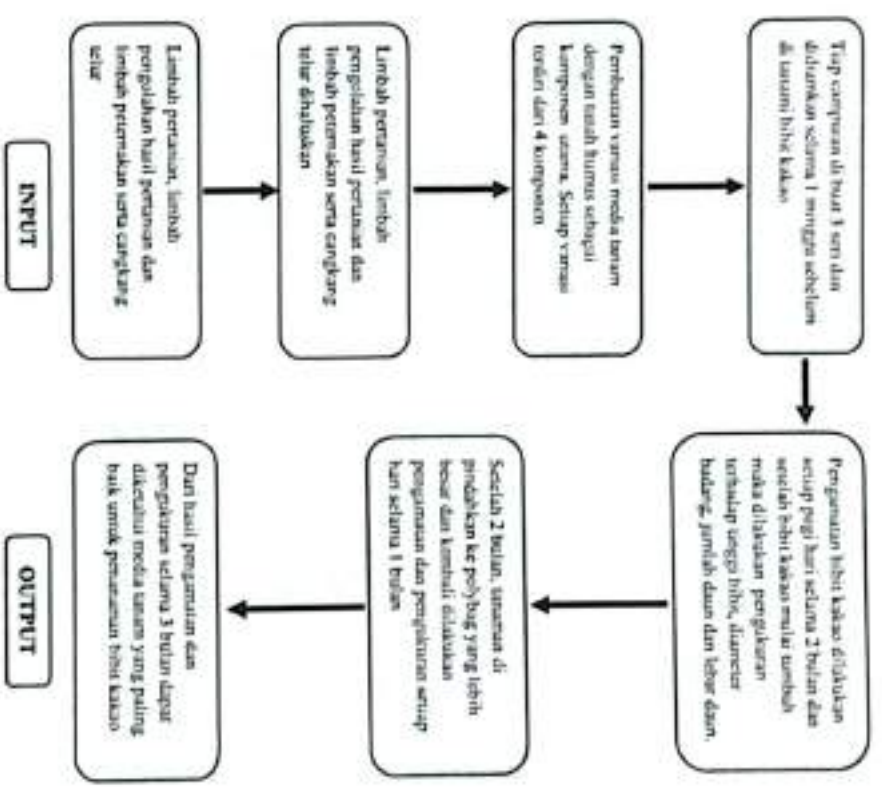 INPUT
Limbah pertanian, limbah
pengolahan hasil pertanian dan
limbah peternakan serta cangkang
telur
Limbah pertanian, limbah
pengolahan hasil pertanian dan
limbah peternakan serta cangkang
telur dihaluskan
Pembuatan variasi media tanam
dengan tanah humus sebagai
komponen utama. Setiap variasi
terdiri dari 4 komponen
Tiap campuran di buat 3 seri dan
didiamkan selama 1 minggu sebelum
di tanami bibit kakao
Pengamatan bibit kakao dilakukan
setiap pagi hari selama 2 bulan dan
setelah bibit kakao mulai tumbuh
maka dilakukan pengukuran
terhadap tinggi bibit, diameter
badang, jumlah daun dan lebar daun.
Setelah 2 bulan, tanaman di
pindahkan ke polybag yang lebih
besar dan kembali dilakukan
pengamatan dan pengukuran setiap
hari selama 1 bulan
Dari hasil pengamatan dan
pengukuran selama 3 bulan dapat
diketahui media tanam yang paling
baik untuk penanaman bibit kakao
OUTPUT